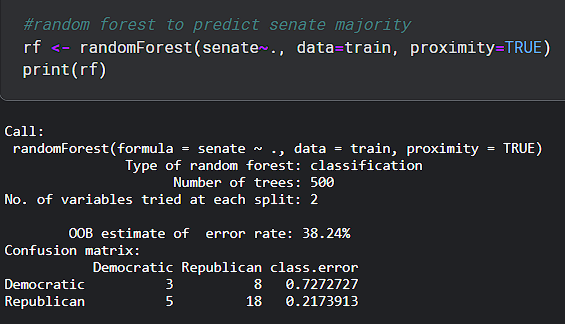 #random forest to predict senate majority
rf <- randomForest(senate~., data=train, proximity=TRUE)
print(rf)
Call:
 randomForest(formula = senate ~ ., data = train, proximity = TRUE)
               Type of random forest: classification
                     Number of trees: 500
No. of variables tried at each split: 2
        OOB estimate of  error rate: 38.24%
Confusion matrix:
           Democratic Republican class.error
Democratic          3          8   0.7272727
Republican          5         18   0.2173913